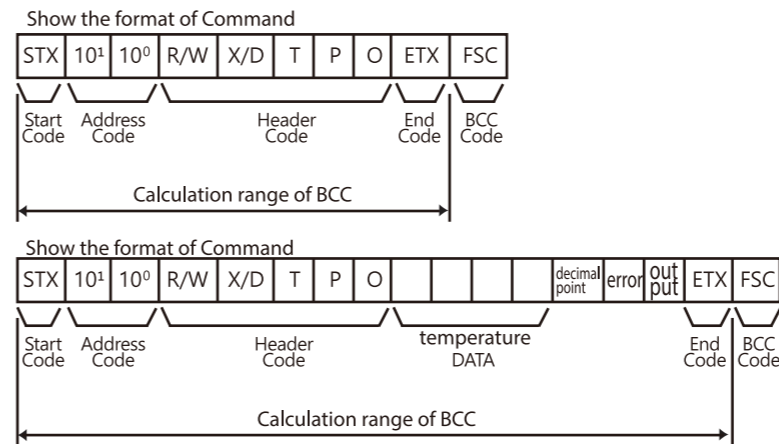 Show the format of Command
STX 10¹ 10⁰ R/W X/D T P O ETX FSC
Start Code Address Code Header Code End Code BCC Code
Calculation range of BCC
Show the format of Command
STX 10¹ 10⁰ R/W X/D T P O decimal point error out put ETX FSC
Start Code Address Code Header Code temperature DATA End Code BCC Code
Calculation range of BCC